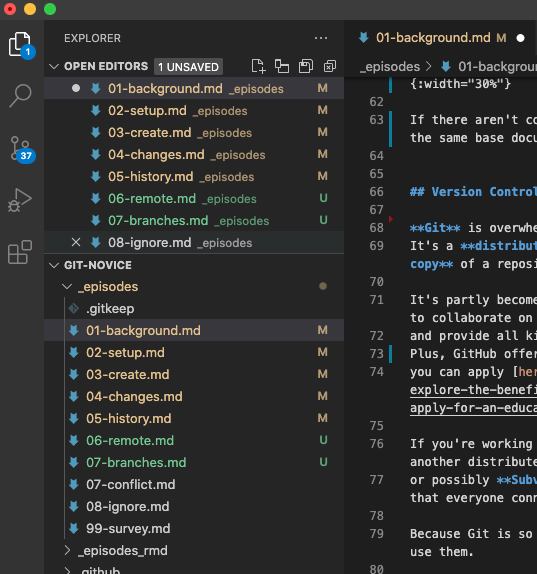 EXPLORER
01-background.md M
OPEN EDITORS 1 UNSAVED
_episodes > 01-background
01-background.md _episodes M
02-setup.md _episodes M
03-create.md _episodes M
04-changes.md _episodes M
05-history.md _episodes M
06-remote.md _episodes U
07-branches.md _episodes U
08-ignore.md _episodes
GIT-NOVICE
_episodes
.gitkeep
01-background.md M
02-setup.md M
03-create.md M
04-changes.md M
05-history.md M
06-remote.md U
07-branches.md U
07-conflict.md
08-ignore.md
99-survey.md
_episodes_rmd
.github
1
37
{:width="30%"}
62
63 If there aren't co
the same base docu
64
65
66 ## Version Control
67
68 **Git** is overwhe
69 It's a **distribut
copy** of a reposi
70
71 It's partly become
to collaborate on
72 and provide all ki
73 Plus, GitHub offer
74 you can apply [her
explore-the-benefi
apply-for-an-educa
75
76 If you're working
another distribute
77 or possibly **Subv
that everyone conn
78
79 Because Git is so
use them.
80